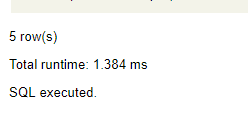 5 row(s)
Total runtime: 1.384 ms
SQL executed.